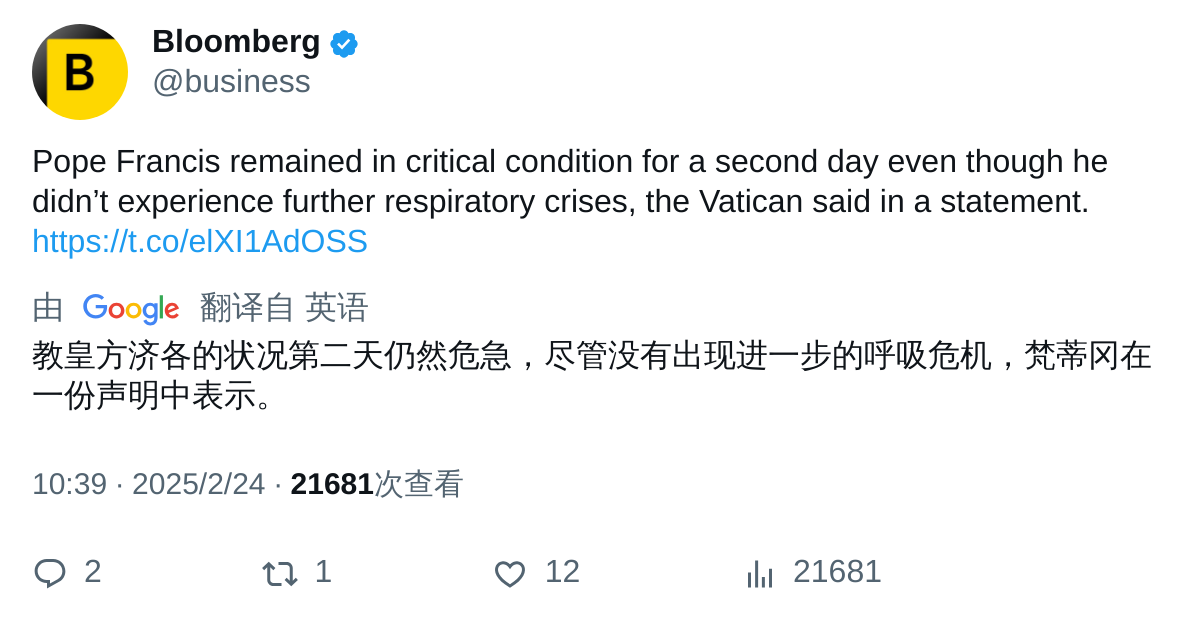 B
Bloomberg
@business
Pope Francis remained in critical condition for a second day even though he
didn’t experience further respiratory crises, the Vatican said in a statement.
https://t.co/elXI1AdOSS
由 Google 翻译自 英语
教皇方济各的状况第二天仍然危急，尽管没有出现进一步的呼吸危机，梵蒂冈在
一份声明中表示。
10:39 · 2025/2/24 · 21681次查看
2 1 12 21681